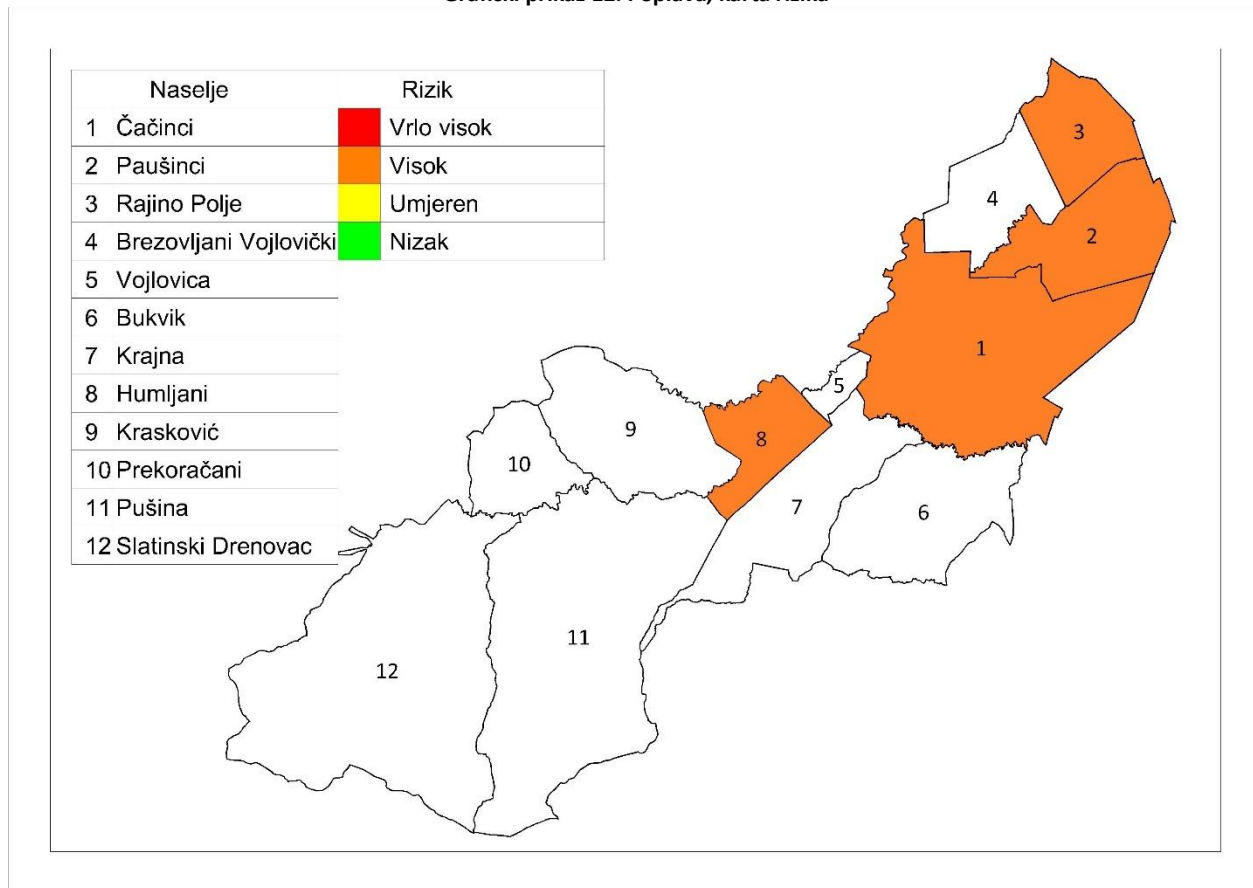 Naselje Rizik
1 Čačinci Vrlo visok
2 Paušinci Visok
3 Rajino Polje Umjeren
4 Brezovljani Vojlovički Nizak
5 Vojlovica
6 Bukvik
7 Krajna
8 Humljani
9 Krasković
10 Prekoračani
11 Pušina
12 Slatinski Drenovac
3
4
2
1
5
9
8
10
7
6
11
12